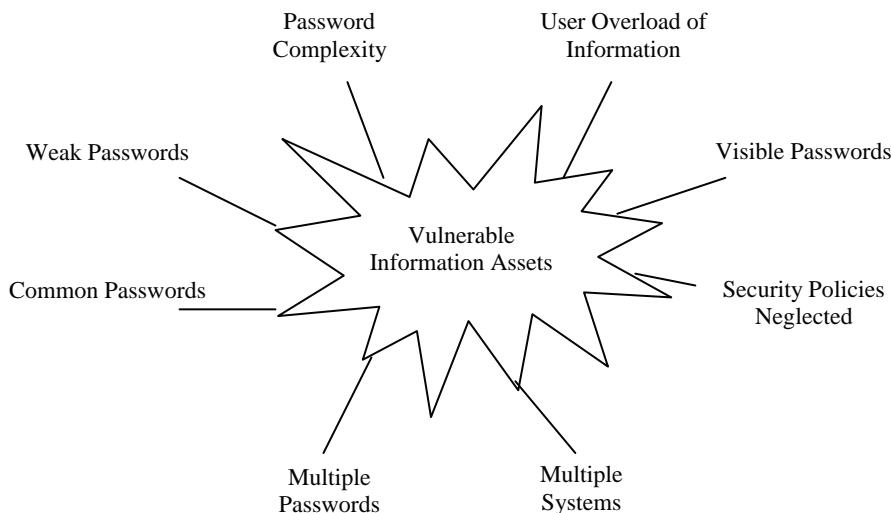 Password
Complexity
User Overload of
Information
Weak Passwords
Visible Passwords
Vulnerable
Information Assets
Common Passwords
Security Policies
Neglected
Multiple
Passwords
Multiple
Systems